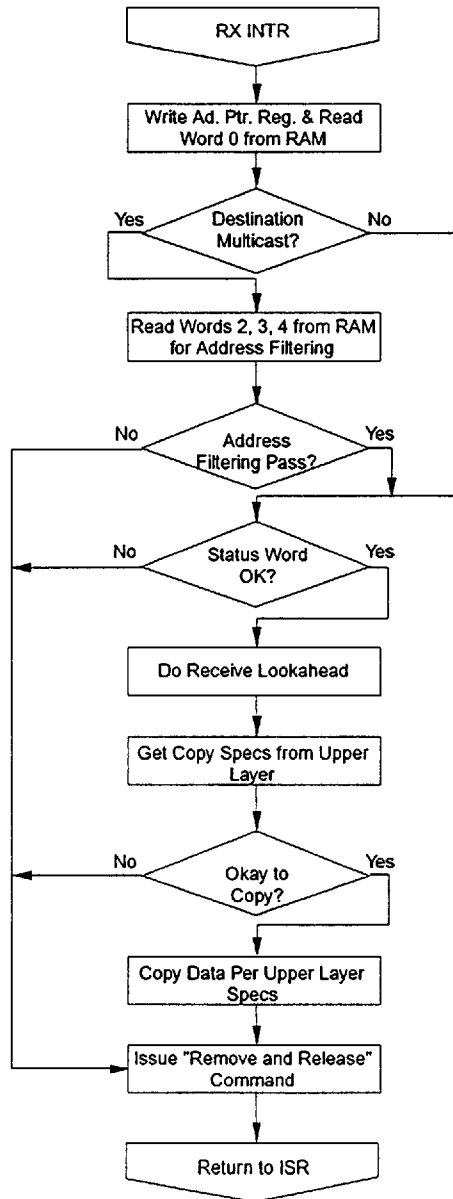 RX INTR
Write Ad. Ptr. Reg. & Read
Word 0 from RAM
Yes
Destination
Multicast?
No
Read Words 2, 3, 4 from RAM
for Address Filtering
No
Address
Filtering Pass?
Yes
No
Status Word
OK?
Yes
Do Receive Lookahead
Get Copy Specs from Upper
Layer
No
Okay to
Copy?
Yes
Copy Data Per Upper Layer
Specs
Issue "Remove and Release"
Command
Return to ISR